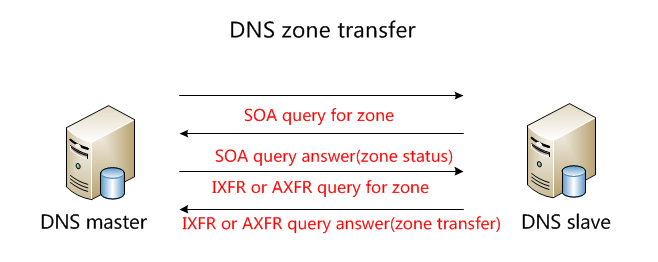 DNS zone transfer
SOA query for zone
SOA query answer(zone status)
IXFR or AXFR query for zone
DNS master
IXFR or AXFR query answer(zone transfer)
DNS slave